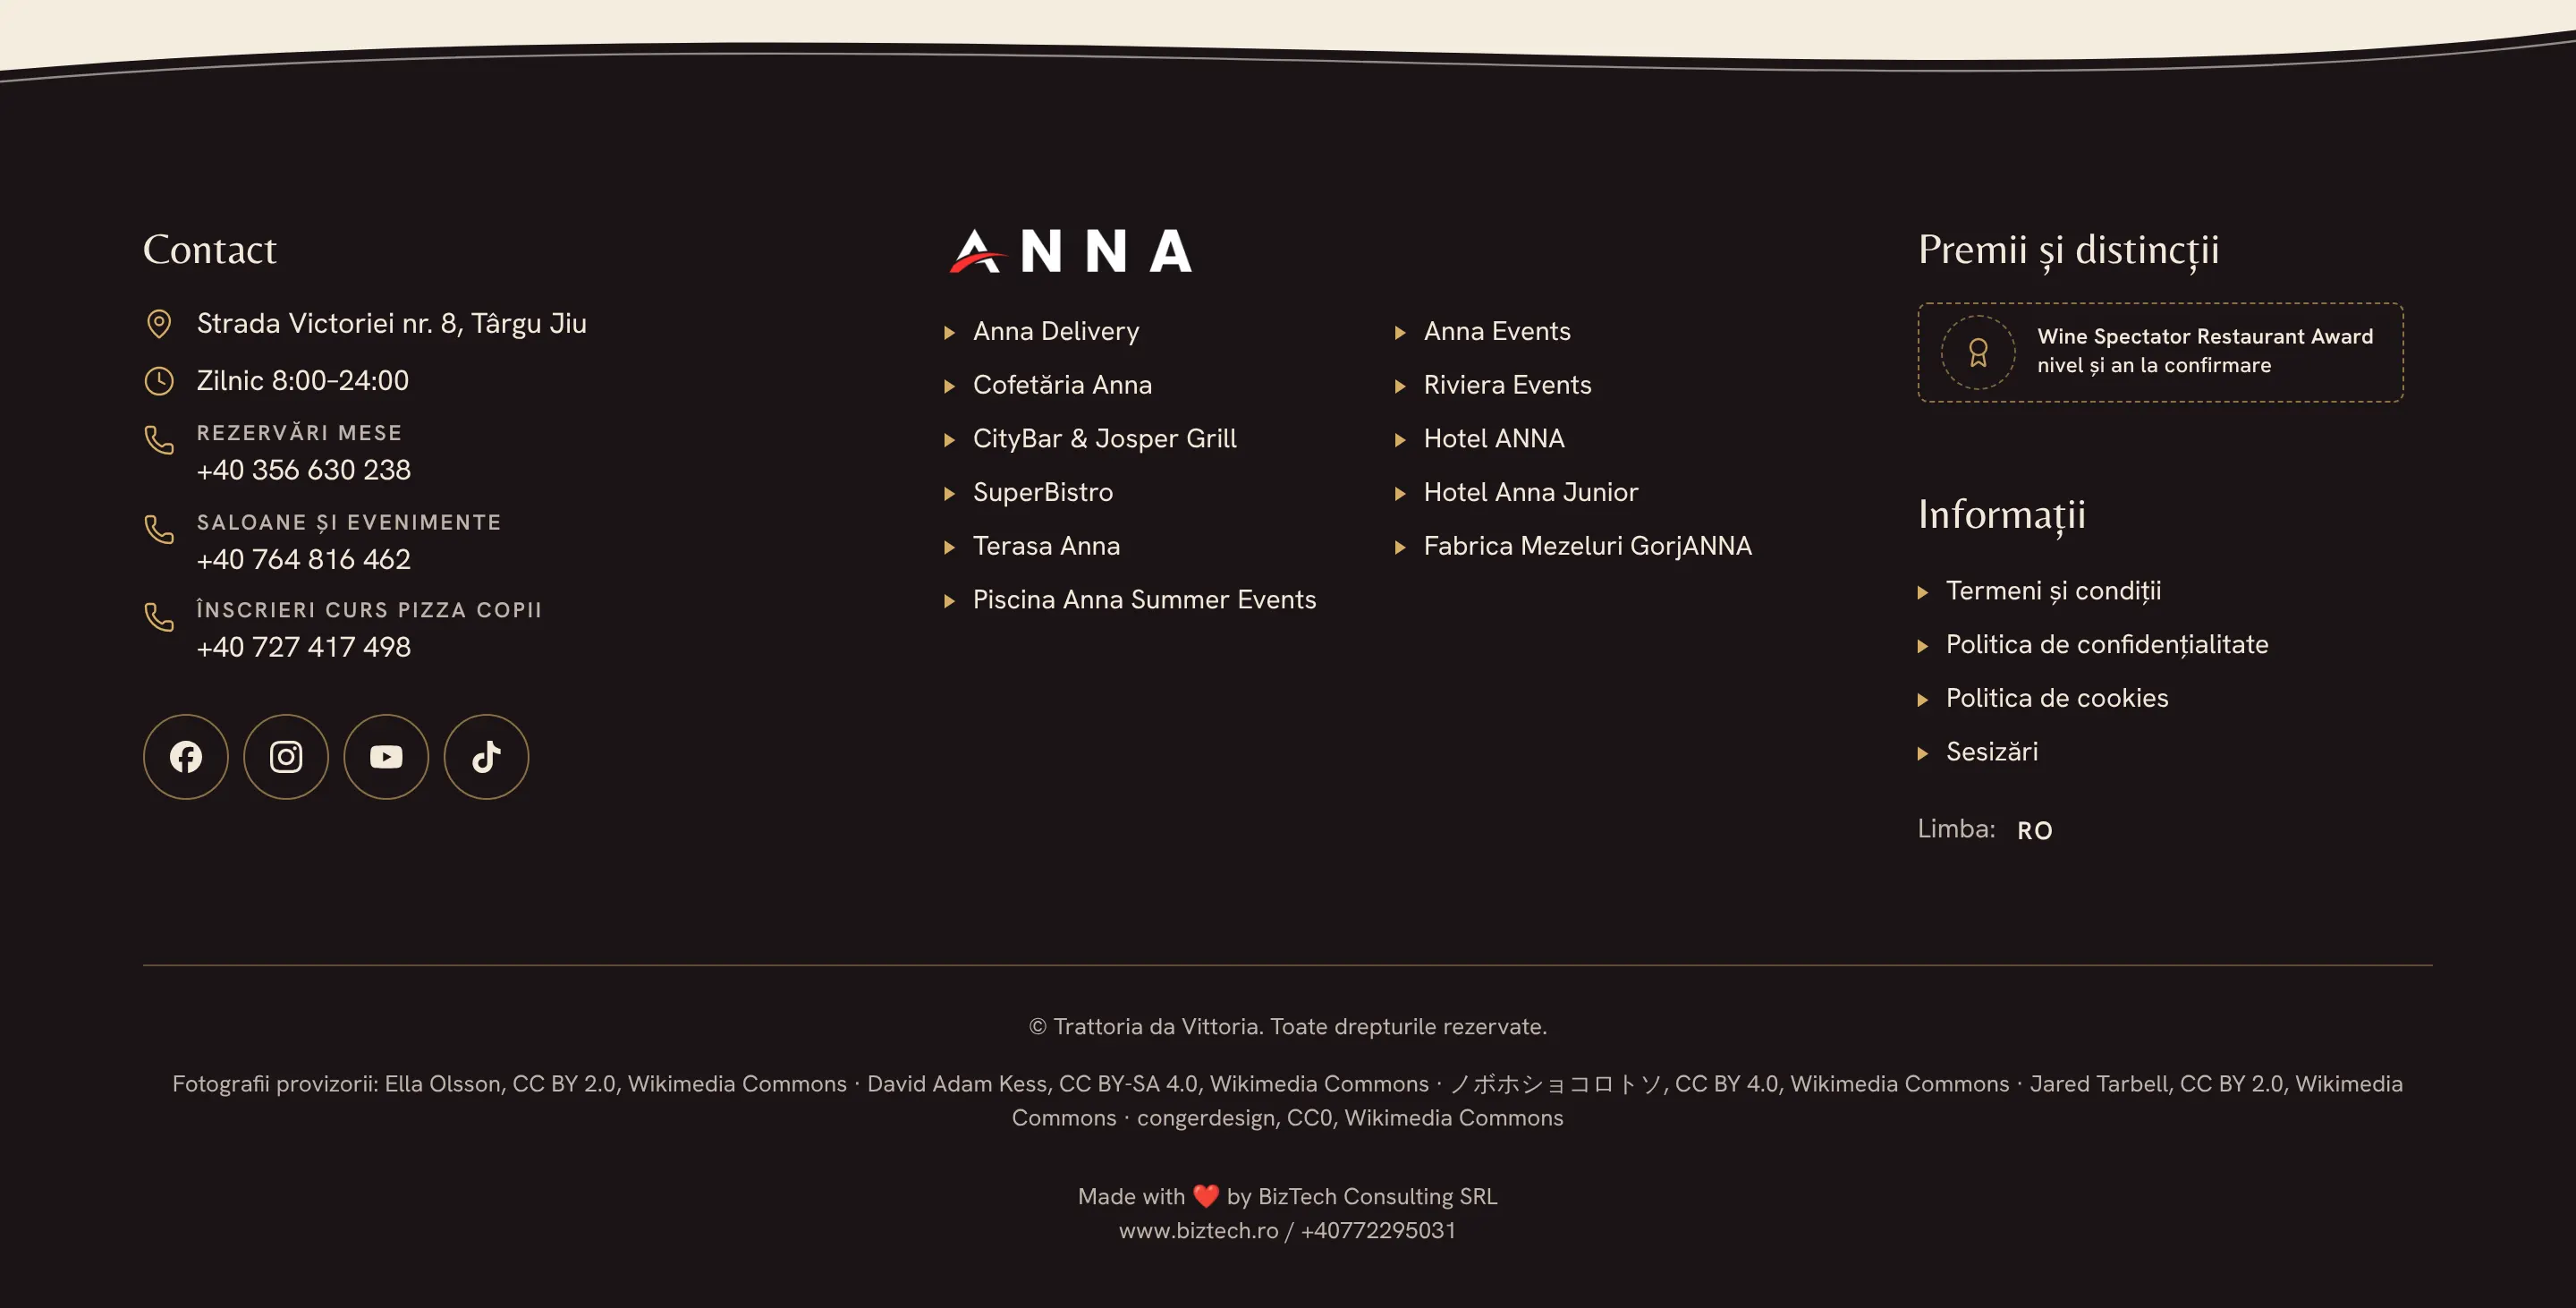 Contact
Strada Victoriei nr. 8, Târgu Jiu
Zilnic 8:00–24:00
REZERVĂRI MESE
+40 356 630 238
SALOANE ȘI EVENIMENTE
+40 764 816 462
ÎNSCRIERI CURS PIZZA COPII
+40 727 417 498
ANNA
Anna Delivery
Cofetăria Anna
CityBar & Josper Grill
SuperBistro
Terasa Anna
Piscina Anna Summer Events
Anna Events
Riviera Events
Hotel ANNA
Hotel Anna Junior
Fabrica Mezeluri GorjANNA
Premii și distincții
Wine Spectator Restaurant Award
nivel și an la confirmare
Informații
Termeni și condiții
Politica de confidențialitate
Politica de cookies
Sesizări
Limba: RO
© Trattoria da Vittoria. Toate drepturile rezervate.
Fotografii provizorii: Ella Olsson, CC BY 2.0, Wikimedia Commons · David Adam Kess, CC BY-SA 4.0, Wikimedia Commons · ノボホショコロトソ, CC BY 4.0, Wikimedia Commons · Jared Tarbell, CC BY 2.0, Wikimedia
Commons · congerdesign, CC0, Wikimedia Commons
Made with ❤️ by BizTech Consulting SRL
www.biztech.ro / +40772295031